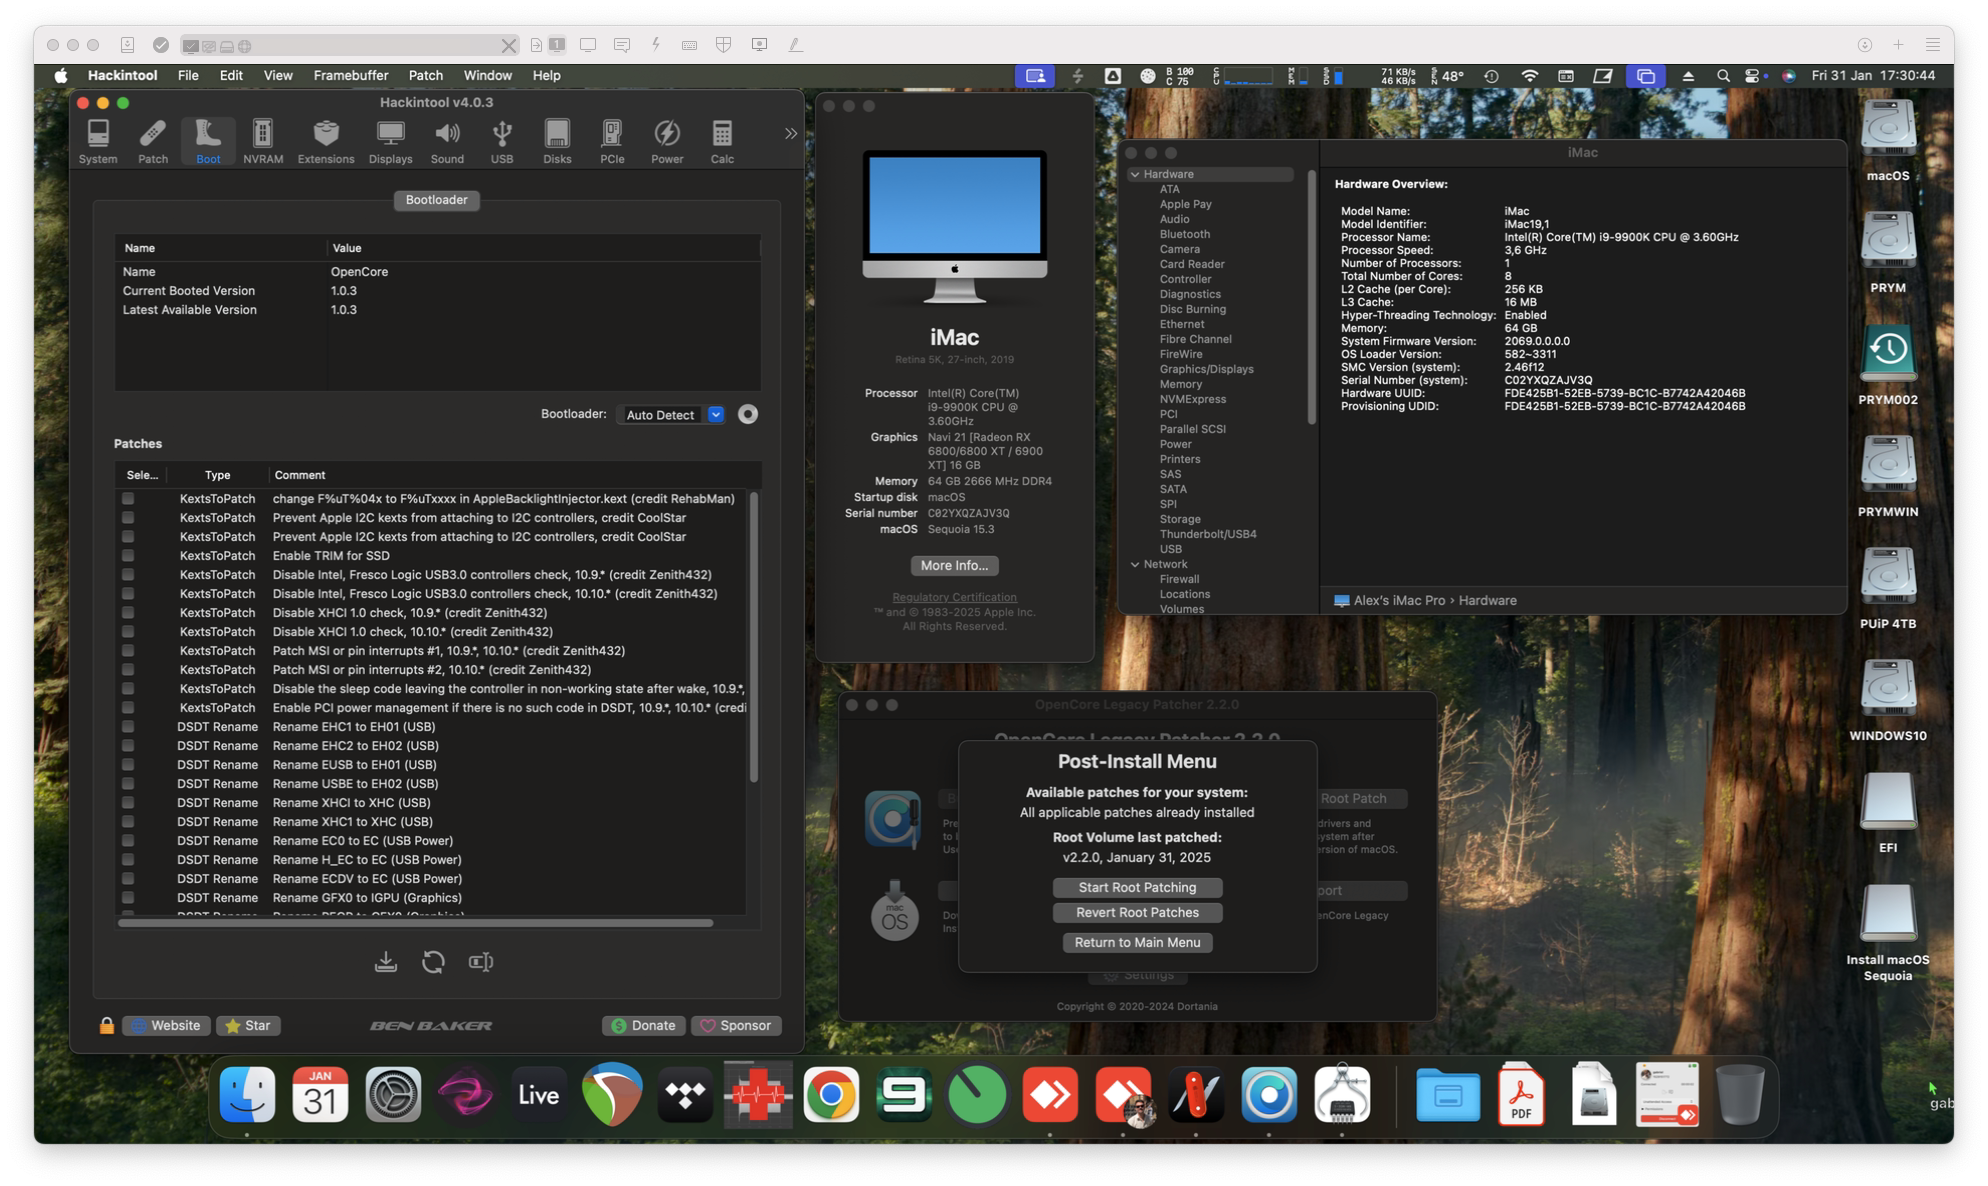 1
Hackintool File Edit View Framebuffer Patch Window Help
B 100
C 75
CPU
MEM
SSD
71 KB/s
46 KB/s
SEN 48°
Fri 31 Jan 17:30:44
Hackintool v4.0.3
System Patch Boot NVRAM Extensions Displays Sound USB Disks PCIe Power Calc
Bootloader
Name Value
Name OpenCore
Current Booted Version 1.0.3
Latest Available Version 1.0.3
Bootloader: Auto Detect
Patches
Sele... Type Comment
KextsToPatch change F%uT%04x to F%uTxxxx in AppleBacklightInjector.kext (credit RehabMan)
KextsToPatch Prevent Apple I2C kexts from attaching to I2C controllers, credit CoolStar
KextsToPatch Prevent Apple I2C kexts from attaching to I2C controllers, credit CoolStar
KextsToPatch Enable TRIM for SSD
KextsToPatch Disable Intel, Fresco Logic USB3.0 controllers check, 10.9.* (credit Zenith432)
KextsToPatch Disable Intel, Fresco Logic USB3.0 controllers check, 10.10.* (credit Zenith432)
KextsToPatch Disable XHCI 1.0 check, 10.9.* (credit Zenith432)
KextsToPatch Disable XHCI 1.0 check, 10.10.* (credit Zenith432)
KextsToPatch Patch MSI or pin interrupts #1, 10.9.*, 10.10.* (credit Zenith432)
KextsToPatch Patch MSI or pin interrupts #2, 10.10.* (credit Zenith432)
KextsToPatch Disable the sleep code leaving the controller in non-working state after wake, 10.9.*,
KextsToPatch Enable PCI power management if there is no such code in DSDT, 10.9.*, 10.10.* (credi
DSDT Rename Rename EHC1 to EH01 (USB)
DSDT Rename Rename EHC2 to EH02 (USB)
DSDT Rename Rename EUSB to EH01 (USB)
DSDT Rename Rename USBE to EH02 (USB)
DSDT Rename Rename XHCI to XHC (USB)
DSDT Rename Rename XHC1 to XHC (USB)
DSDT Rename Rename EC0 to EC (USB Power)
DSDT Rename Rename H_EC to EC (USB Power)
DSDT Rename Rename ECDV to EC (USB Power)
DSDT Rename Rename GFX0 to IGPU (Graphics)
Website Star BEN BAKER Donate Sponsor
iMac
Retina 5K, 27-inch, 2019
Processor Intel(R) Core(TM)
i9-9900K CPU @
3.60GHz
Graphics Navi 21 [Radeon RX
6800/6800 XT / 6900
XT] 16 GB
Memory 64 GB 2666 MHz DDR4
Startup disk macOS
Serial number C02YXQZAJV3Q
macOS Sequoia 15.3
More Info...
Regulatory Certification
™ and © 1983-2025 Apple Inc.
All Rights Reserved.
iMac
Hardware
ATA
Apple Pay
Audio
Bluetooth
Camera
Card Reader
Controller
Diagnostics
Disc Burning
Ethernet
Fibre Channel
FireWire
Graphics/Displays
Memory
NVMExpress
PCI
Parallel SCSI
Power
Printers
SAS
SATA
SPI
Storage
Thunderbolt/USB4
USB
Network
Firewall
Locations
Volumes
Hardware Overview:
Model Name: iMac
Model Identifier: iMac19,1
Processor Name: Intel(R) Core(TM) i9-9900K CPU @ 3.60GHz
Processor Speed: 3,6 GHz
Number of Processors: 1
Total Number of Cores: 8
L2 Cache (per Core): 256 KB
L3 Cache: 16 MB
Hyper-Threading Technology: Enabled
Memory: 64 GB
System Firmware Version: 2069.0.0.0.0
OS Loader Version: 582~3311
SMC Version (system): 2.46f12
Serial Number (system): C02YXQZAJV3Q
Hardware UUID: FDE425B1-52EB-5739-BC1C-B7742A42046B
Provisioning UDID: FDE425B1-52EB-5739-BC1C-B7742A42046B
Alex's iMac Pro › Hardware
OpenCore Legacy Patcher 2.2.0
OpenCore Legacy Patcher 2.2.0
Post-Install Menu
Available patches for your system:
All applicable patches already installed
Root Volume last patched:
v2.2.0, January 31, 2025
Start Root Patching
Revert Root Patches
Return to Main Menu
Root Patch
drivers and
ystem after
ersion of macOS.
port
enCore Legacy
mac
OS
Settings
Copyright © 2020-2024 Dortania
macOS
PRYM
PRYM002
PRYMWIN
PUiP 4TB
WINDOWS10
EFI
Install macOS
Sequoia
gab
JAN
31
Live
9
PDF